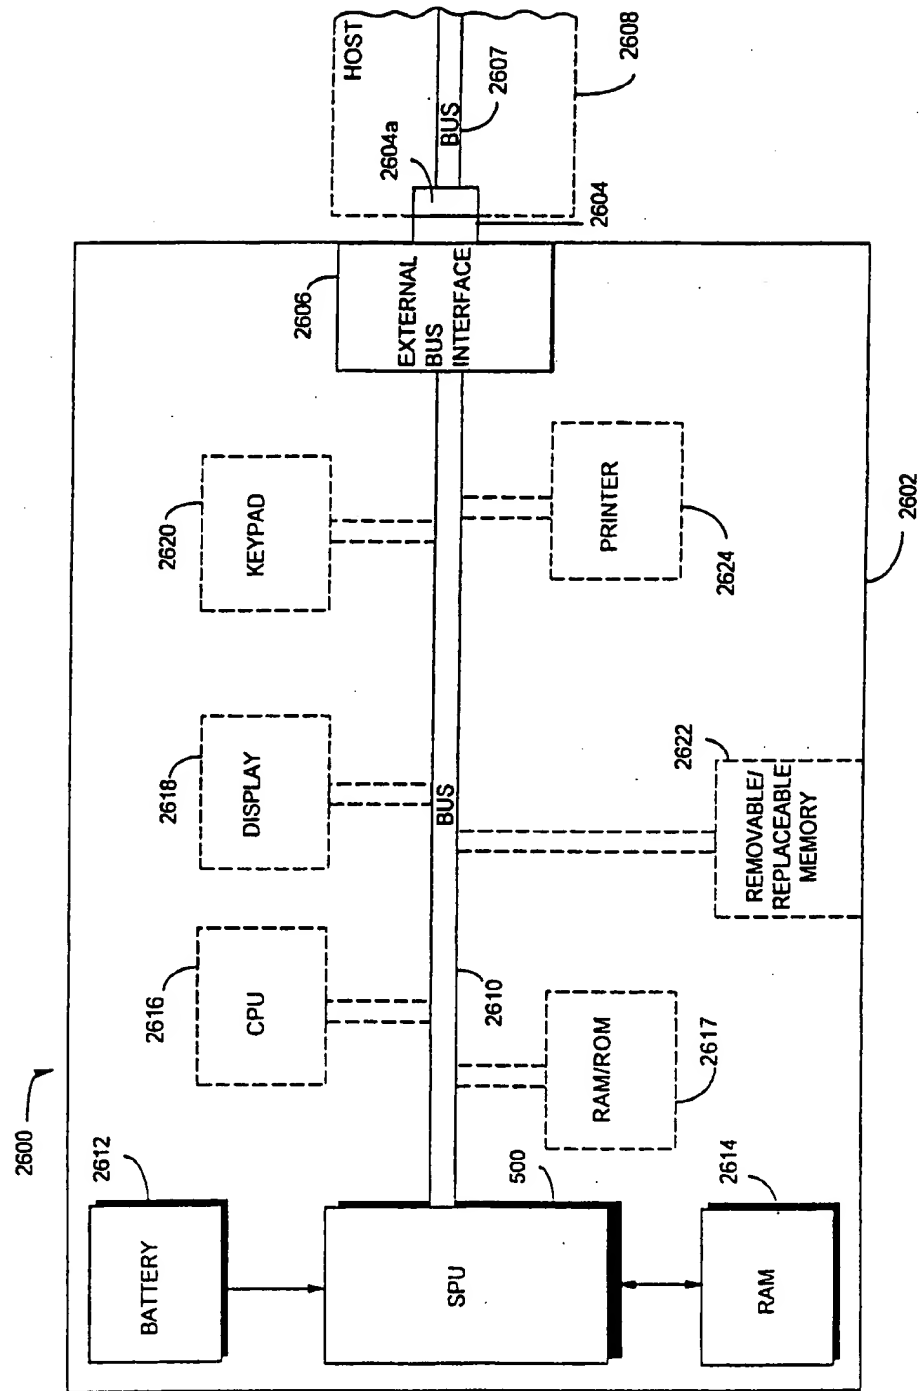 2600
BATTERY
2612
SPU
500
RAM
2614
CPU
2616
RAM/ROM
2617
2610
BUS
DISPLAY
2618
REMOVABLE/
REPLACEABLE
MEMORY
2622
KEYPAD
2620
PRINTER
2624
2602
EXTERNAL
BUS
INTERFACE
2606
2604
2604a
HOST
BUS
2607
2608